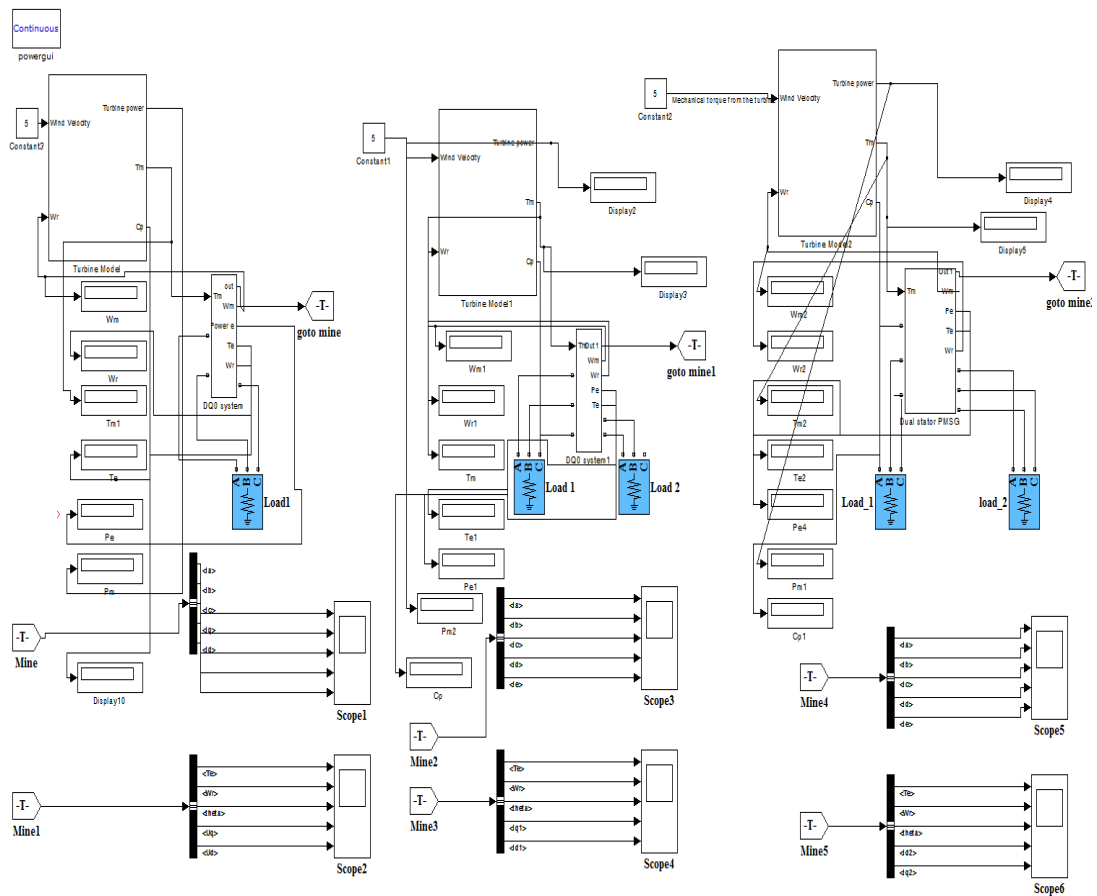 Continuous
powergui
Turbine power
5
Wind Velocity
Constant3
Tm
Wr
Cp
Turbine Model
Wm
Wr
Tm1
Te
Pe
Pm
Display10
out
Tm
Wm
Power e
Te
Wr
DQ0 system
-T-
goto mine
A B C
Load1
5
Constant1
Wind Velocity
Turbine power
Tm
Wr
Cp
Turbine Model1
Display2
Display3
Wm1
Wr1
Tm
Te1
Pe1
Pm2
Cp
Tm
Out1
Wm
Wr
Pe
Te
DQ0 system1
-T-
goto mine1
A B C
Load 1
A B C
Load 2
5
Constant2
Mechanical torque from the turbine
Wind Velocity
Turbine power
Tm
Wr
Cp
Turbine Model2
Display4
Display5
Wm2
Wr2
Tm2
Te2
Pe4
Pm1
Cp1
Out1
Tm
Wm
Pe
Te
Wr
Dual stator PMSG
-T-
A B C
Load_1
A B C
load_2
-T-
Mine
<Ia>
<Ib>
<Ic>
<Iq>
<Id>
Scope1
-T-
Mine1
<Te>
<Wr>
<theta>
<Uq>
<Ud>
Scope2
-T-
Mine2
<Ia>
<Ib>
<Ic>
<Id>
<Ie>
Scope3
-T-
Mine3
<Te>
<Wr>
<theta>
<Iq1>
<Id1>
Scope4
-T-
Mine4
<Ia>
<Ib>
<Ic>
<Id>
<Ie>
Scope5
-T-
Mine5
<Te>
<Wr>
<theta>
<Id2>
<Iq2>
Scope6